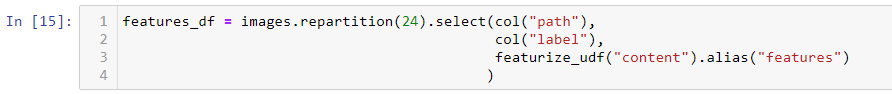 In [15]: 1 features_df = images.repartition(24).select(col("path"),
2 col("label"),
3 featurize_udf("content").alias("features")
4 )